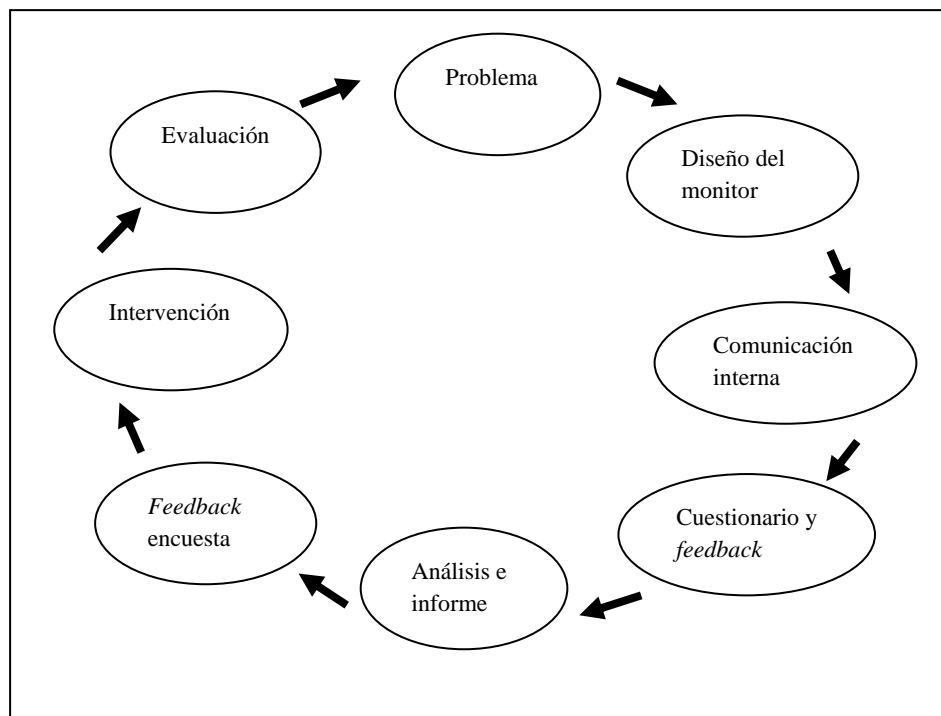 Problema
Diseño del
monitor
Comunicación
interna
Cuestionario y
feedback
Análisis e
informe
Feedback
encuesta
Intervención
Evaluación